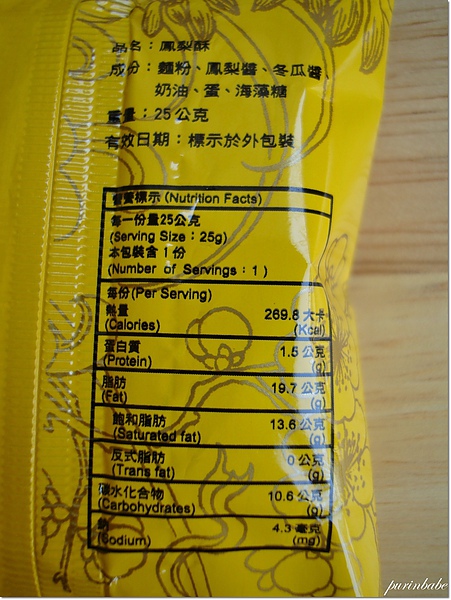 品名：鳳梨酥
成分：麵粉、鳳梨醬、冬瓜醬、
奶油、蛋、海藻糖
重量：25公克
有效日期：標示於外包裝
營養標示 (Nutrition Facts)
每一份量25公克
(Serving Size：25g)
本包裝含 1 份
(Number of Servings：1 )
每份(Per Serving)
熱量 269.8 大卡
(Calories) (Kcal)
蛋白質 1.5 公克
(Protein) (g)
脂肪 19.7 公克
(Fat) (g)
飽和脂肪 13.6 公克
(Saturated fat) (g)
反式脂肪 0 公克
(Trans fat) (g)
碳水化合物 10.6 公克
(Carbohydrates) (g)
鈉 4.3 毫克
(Sodium) (mg)
purinbabe